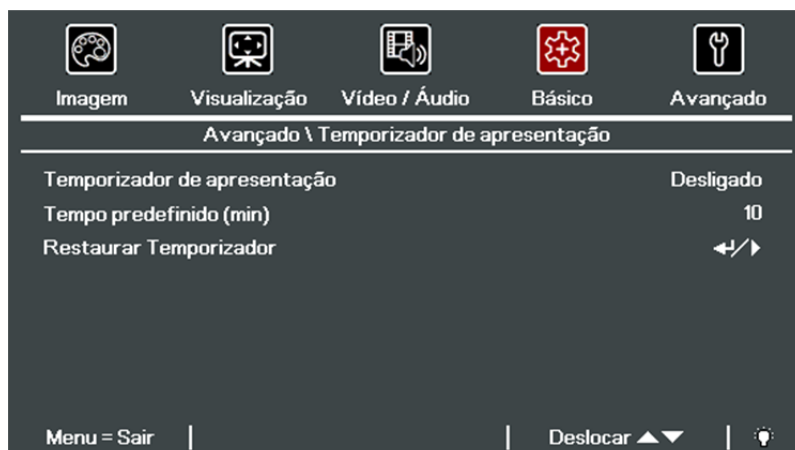 Imagem Visualização Vídeo / Áudio Básico Avançado
Avançado \ Temporizador de apresentação
Temporizador de apresentação Desligado
Tempo predefinido (min) 10
Restaurar Temporizador
Menu = Sair Deslocar